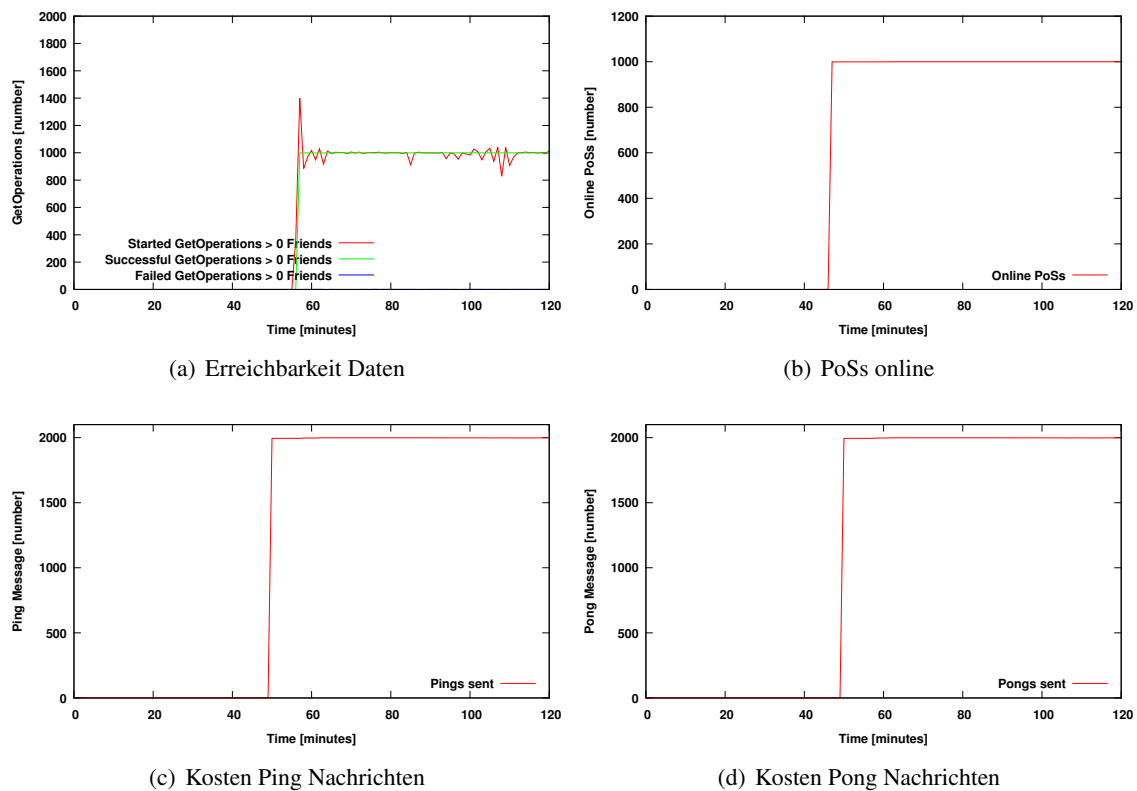 2000
1800
1600
1400
1200
1000
800
600
400
200
0
GetOperations [number]
Started GetOperations > 0 Friends
Successful GetOperations > 0 Friends
Failed GetOperations > 0 Friends
0 20 40 60 80 100 120
Time [minutes]
(a) Erreichbarkeit Daten
1200
1000
800
600
400
200
0
Online PoSs [number]
Online PoSs
0 20 40 60 80 100 120
Time [minutes]
(b) PoSs online
2000
1500
1000
500
0
Ping Message [number]
Pings sent
0 20 40 60 80 100 120
Time [minutes]
(c) Kosten Ping Nachrichten
2000
1500
1000
500
0
Pong Message [number]
Pongs sent
0 20 40 60 80 100 120
Time [minutes]
(d) Kosten Pong Nachrichten